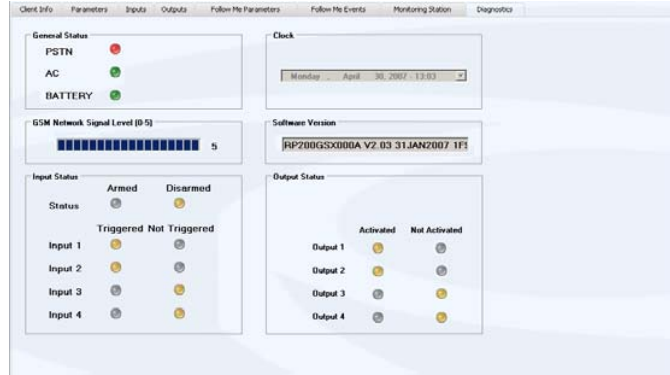 Client Info Parameters Inputs Outputs Follow Me Parameters Follow Me Events Monitoring Station Diagnostics
General Status
PSTN
AC
BATTERY
Clock
Monday , April 30, 2007 - 13:03
GSM Network Signal Level (0-5)
5
Software Version
RP200GSX000A V2.03 31JAN2007
Input Status
Armed Disarmed
Status
Triggered Not Triggered
Input 1
Input 2
Input 3
Input 4
Output Status
Activated Not Activated
Output 1
Output 2
Output 3
Output 4